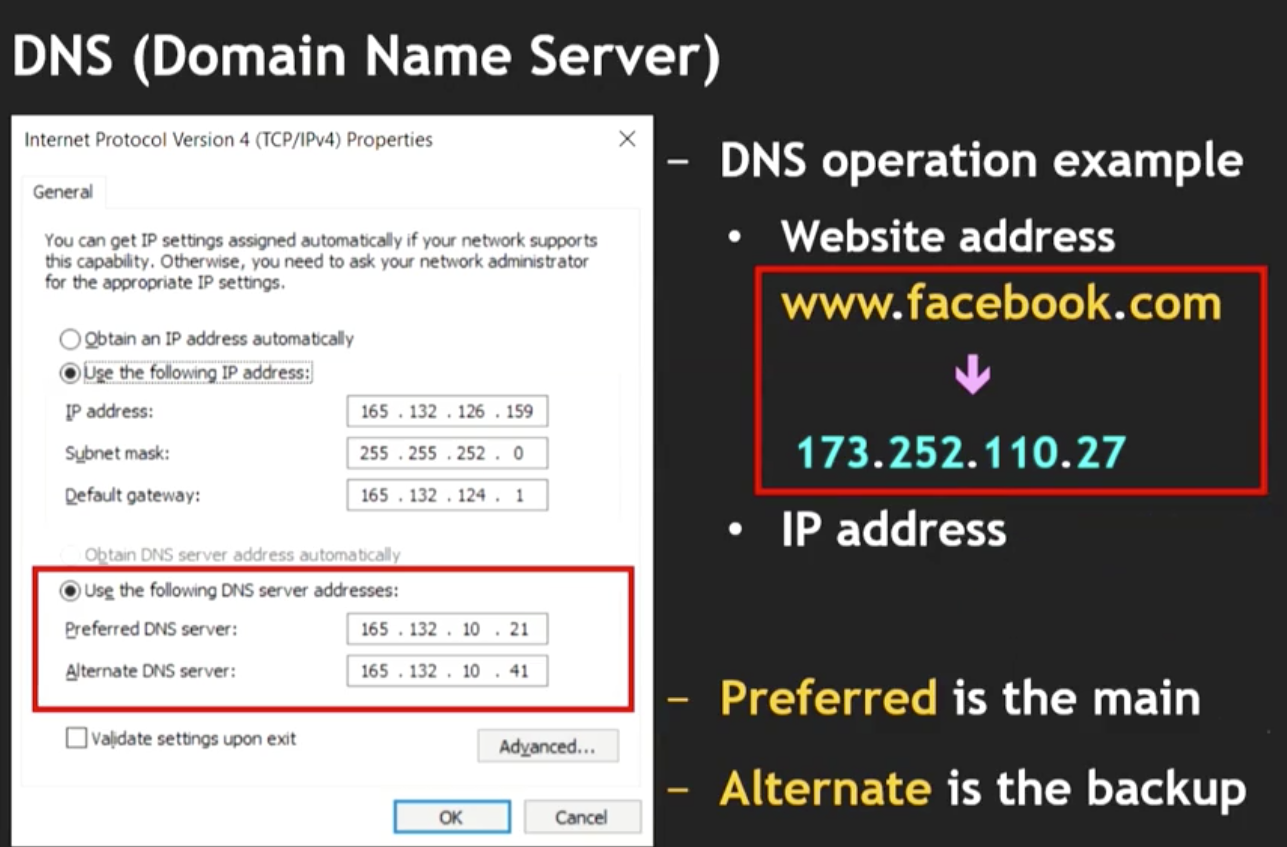 DNS (Domain Name Server)
Internet Protocol Version 4 (TCP/IPv4) Properties
General
You can get IP settings assigned automatically if your network supports
this capability. Otherwise, you need to ask your network administrator
for the appropriate IP settings.
Obtain an IP address automatically
Use the following IP address:
IP address: 165 . 132 . 126 . 159
Subnet mask: 255 . 255 . 252 . 0
Default gateway: 165 . 132 . 124 . 1
Obtain DNS server address automatically
Use the following DNS server addresses:
Preferred DNS server: 165 . 132 . 10 . 21
Alternate DNS server: 165 . 132 . 10 . 41
Validate settings upon exit
Advanced...
OK Cancel
– DNS operation example
• Website address
www.facebook.com
173.252.110.27
• IP address
– Preferred is the main
– Alternate is the backup